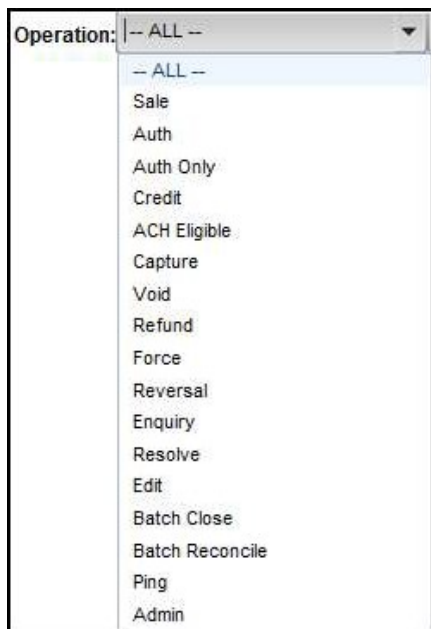 Operation: -- ALL --
-- ALL --
Sale
Auth
Auth Only
Credit
ACH Eligible
Capture
Void
Refund
Force
Reversal
Enquiry
Resolve
Edit
Batch Close
Batch Reconcile
Ping
Admin